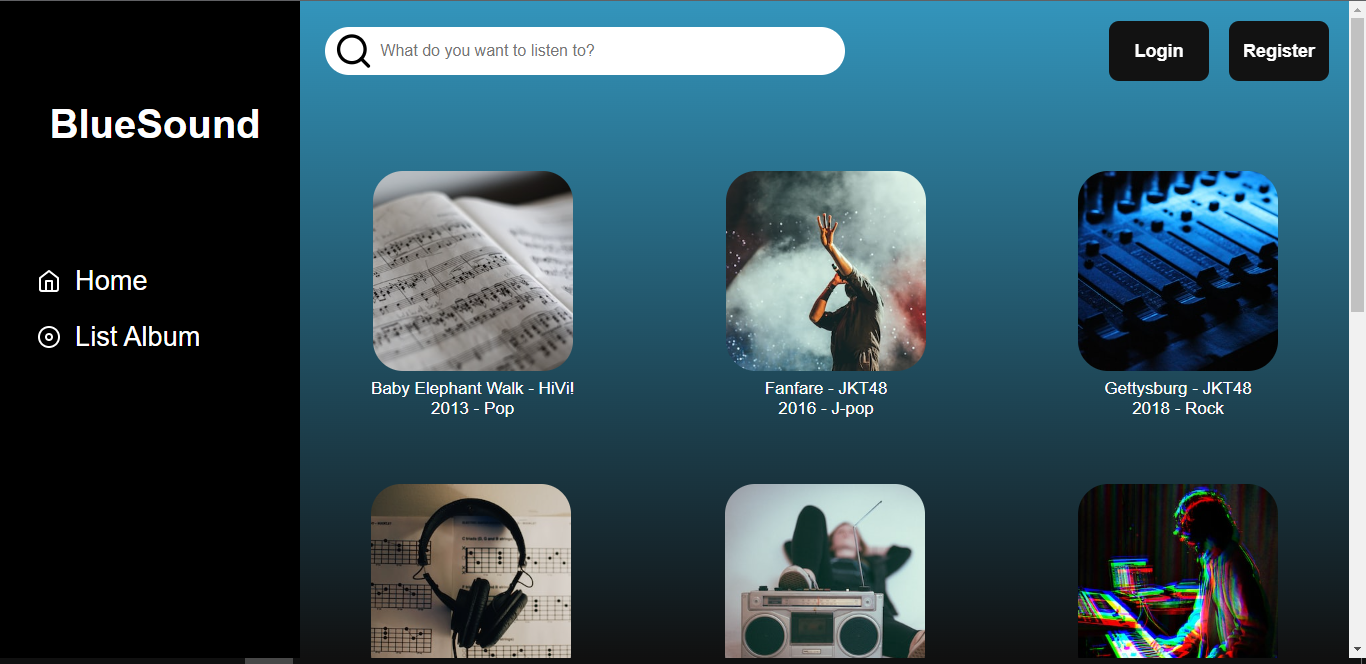 What do you want to listen to?
Login
Register
BlueSound
Home
List Album
Baby Elephant Walk - HiVi!
2013 - Pop
Fanfare - JKT48
2016 - J-pop
Gettysburg - JKT48
2018 - Rock